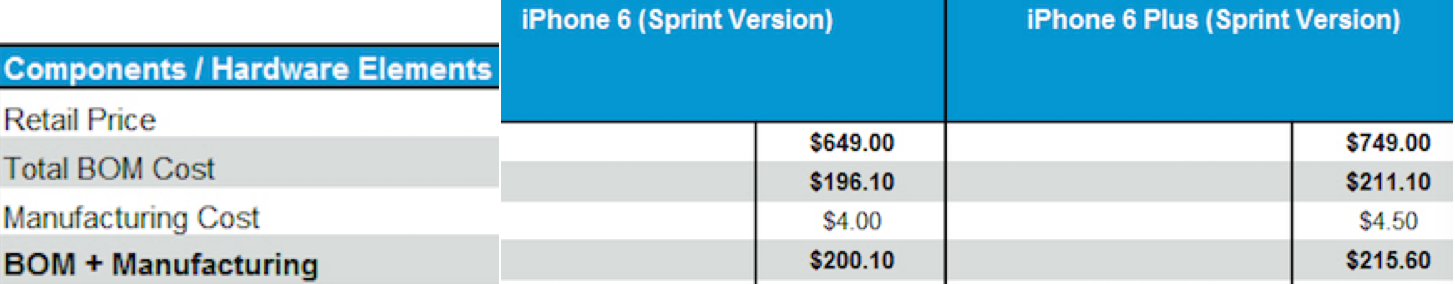 iPhone 6 (Sprint Version) iPhone 6 Plus (Sprint Version)
Components / Hardware Elements
Retail Price $649.00 $749.00
Total BOM Cost $196.10 $211.10
Manufacturing Cost $4.00 $4.50
BOM + Manufacturing $200.10 $215.60